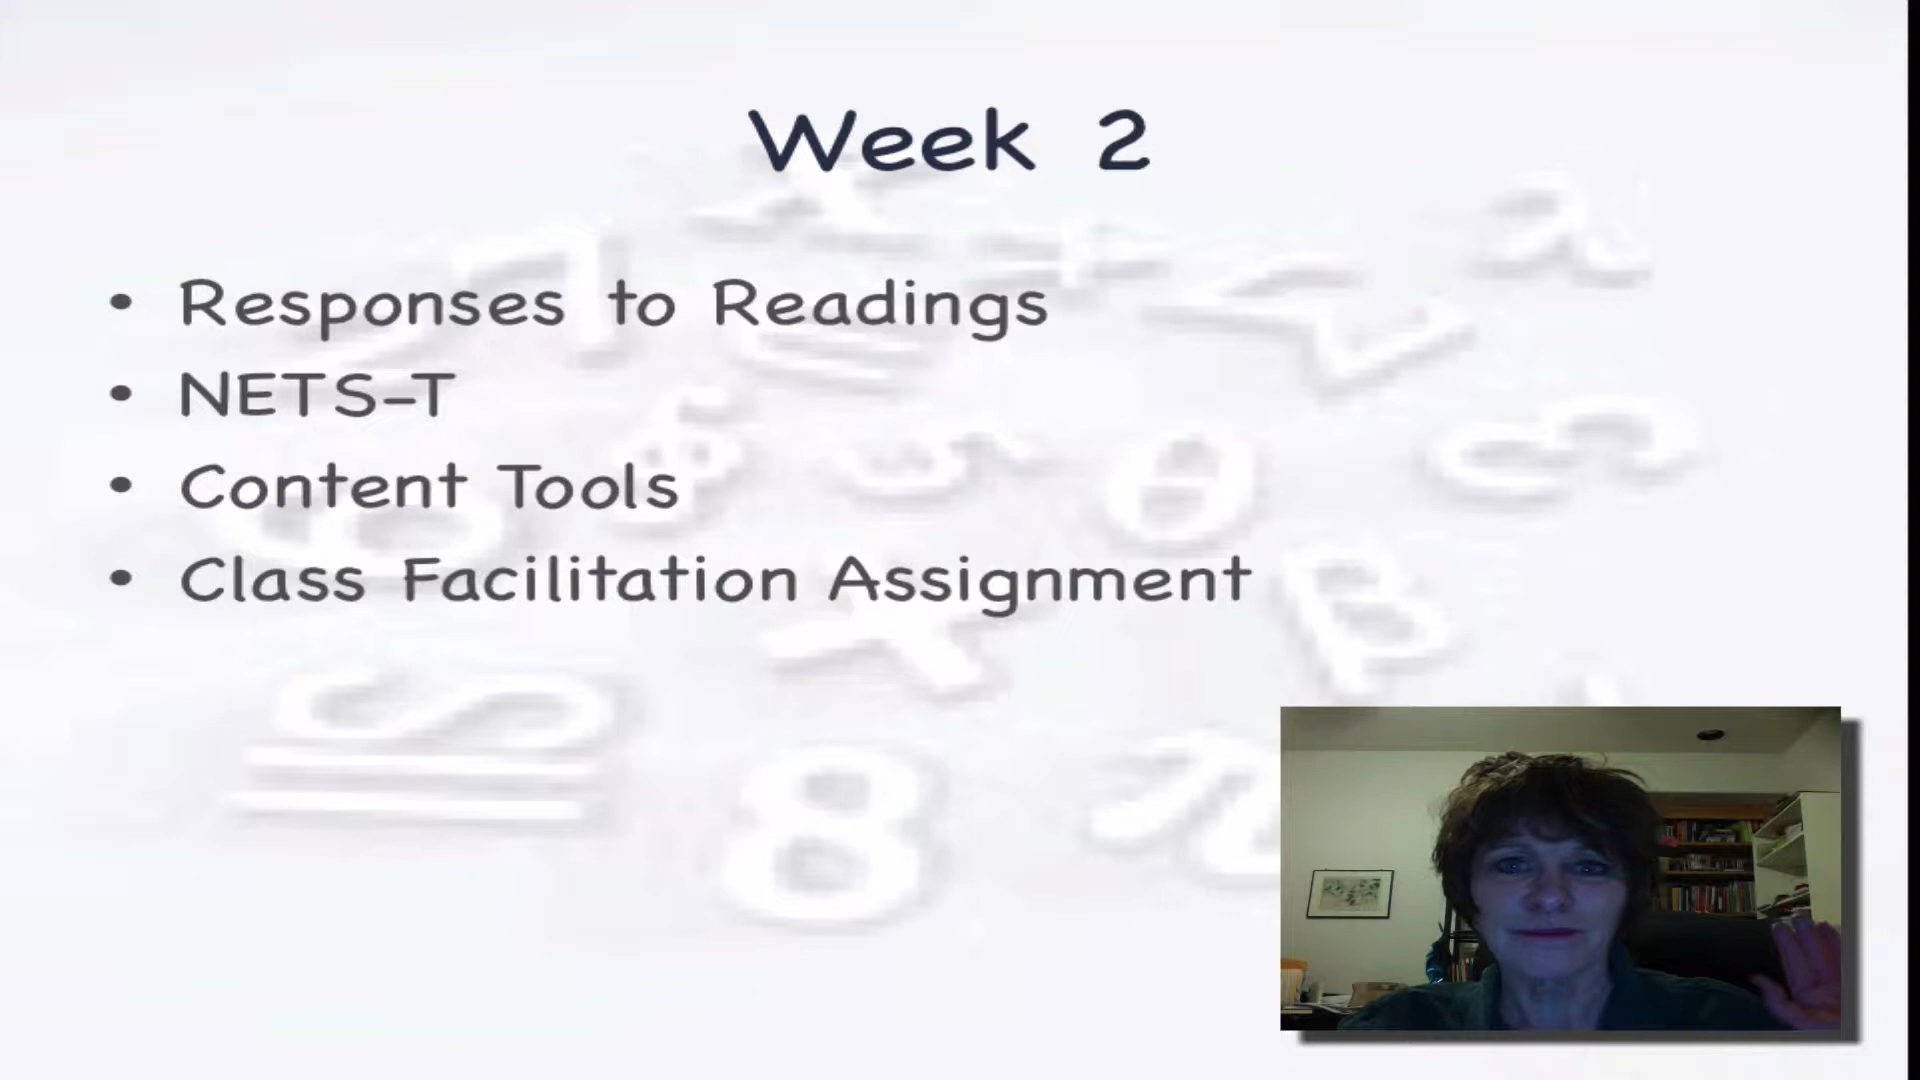 Week 2
• Responses to Readings
• NETS-T
• Content Tools
• Class Facilitation Assignment